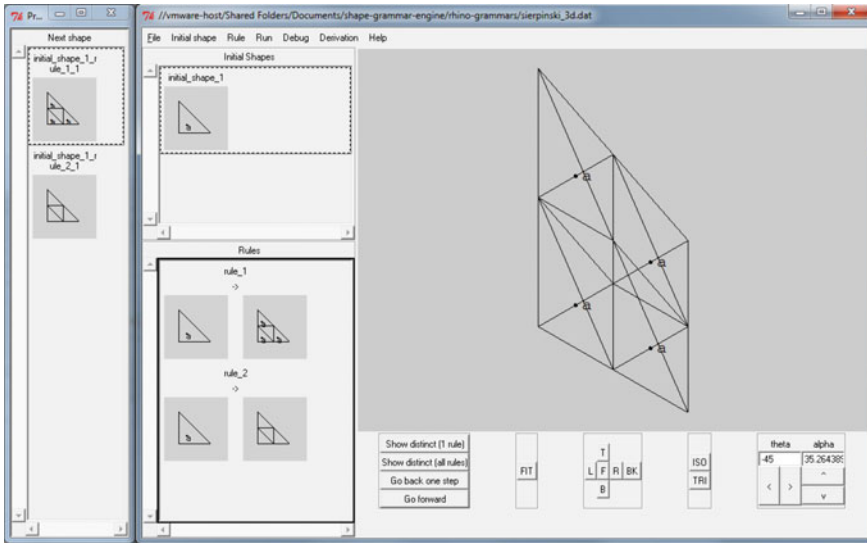 Pr...
Next shape
initial_shape_1_r
ule_1_1
initial_shape_1_r
ule_2_1
//vmware-host/Shared Folders/Documents/shape-grammar-engine/rhino-grammars/sierpinski_3d.dat
File Initial shape Rule Run Debug Derivation Help
Initial Shapes
initial_shape_1
Rules
rule_1
->
rule_2
->
a
a
a
a
Show distinct (1 rule)
Show distinct (all rules)
Go back one step
Go forward
FIT
T
L F R BK
B
ISO
TRI
theta alpha
-45 35.264389
< > ^
v